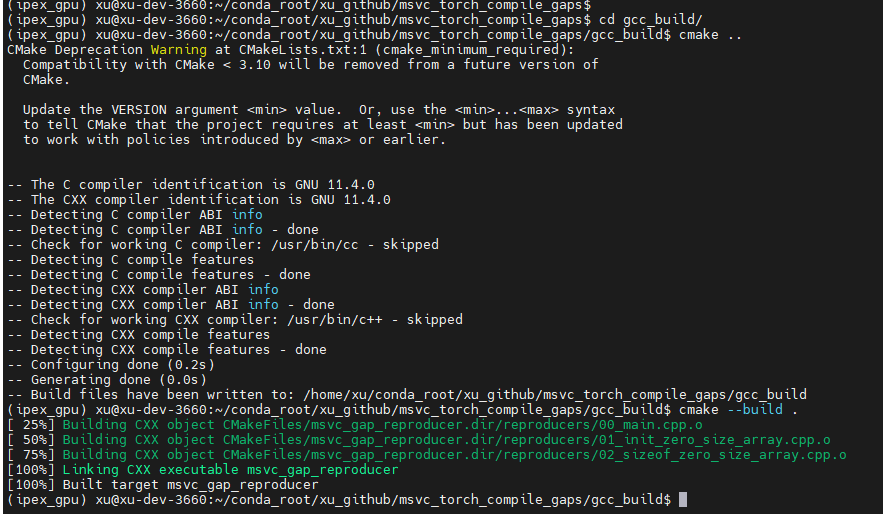 (ipex_gpu) xu@xu-dev-3660:~/conda_root/xu_github/msvc_torch_compile_gaps$
(ipex_gpu) xu@xu-dev-3660:~/conda_root/xu_github/msvc_torch_compile_gaps$ cd gcc_build/
(ipex_gpu) xu@xu-dev-3660:~/conda_root/xu_github/msvc_torch_compile_gaps/gcc_build$ cmake ..
CMake Deprecation Warning at CMakeLists.txt:1 (cmake_minimum_required):
  Compatibility with CMake < 3.10 will be removed from a future version of
  CMake.

  Update the VERSION argument <min> value.  Or, use the <min>...<max> syntax
  to tell CMake that the project requires at least <min> but has been updated
  to work with policies introduced by <max> or earlier.


-- The C compiler identification is GNU 11.4.0
-- The CXX compiler identification is GNU 11.4.0
-- Detecting C compiler ABI info
-- Detecting C compiler ABI info - done
-- Check for working C compiler: /usr/bin/cc - skipped
-- Detecting C compile features
-- Detecting C compile features - done
-- Detecting CXX compiler ABI info
-- Detecting CXX compiler ABI info - done
-- Check for working CXX compiler: /usr/bin/c++ - skipped
-- Detecting CXX compile features
-- Detecting CXX compile features - done
-- Configuring done (0.2s)
-- Generating done (0.0s)
-- Build files have been written to: /home/xu/conda_root/xu_github/msvc_torch_compile_gaps/gcc_build
(ipex_gpu) xu@xu-dev-3660:~/conda_root/xu_github/msvc_torch_compile_gaps/gcc_build$ cmake --build .
[ 25%] Building CXX object CMakeFiles/msvc_gap_reproducer.dir/reproducers/00_main.cpp.o
[ 50%] Building CXX object CMakeFiles/msvc_gap_reproducer.dir/reproducers/01_init_zero_size_array.cpp.o
[ 75%] Building CXX object CMakeFiles/msvc_gap_reproducer.dir/reproducers/02_sizeof_zero_size_array.cpp.o
[100%] Linking CXX executable msvc_gap_reproducer
[100%] Built target msvc_gap_reproducer
(ipex_gpu) xu@xu-dev-3660:~/conda_root/xu_github/msvc_torch_compile_gaps/gcc_build$